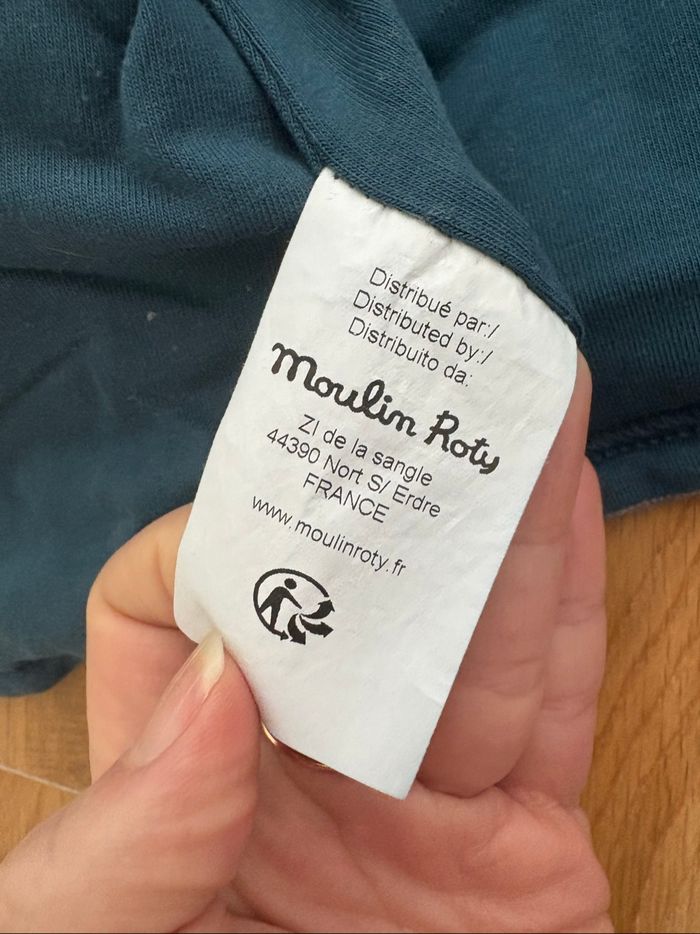 Distribué par:/
Distributed by:/
Distribuito da:
Moulin Roty
ZI de la sangle
44390 Nort S/ Erdre
FRANCE
www.moulinroty.fr